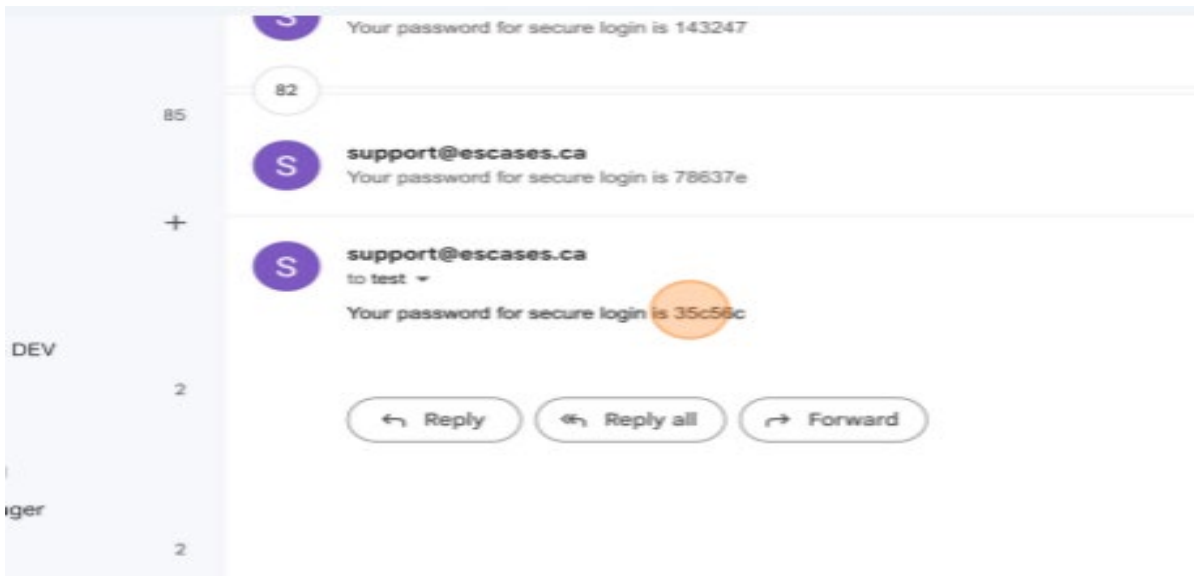 Your password for secure login is 143247
82
85
support@escases.ca
Your password for secure login is 78637e
support@escases.ca
to test
Your password for secure login is 35c56c
DEV
2
Reply
Reply all
Forward
2